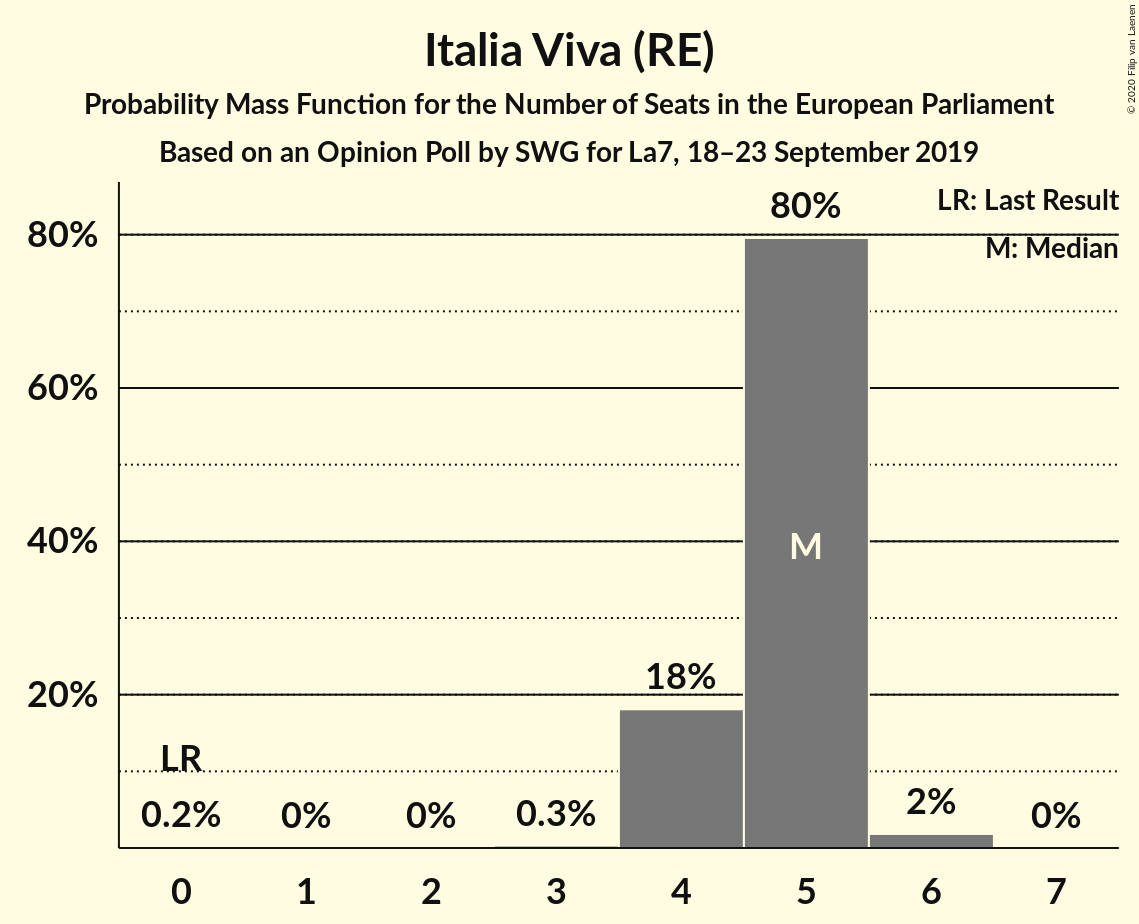 Italia Viva (RE)
Probability Mass Function for the Number of Seats in the European Parliament
Based on an Opinion Poll by SWG for La7, 18–23 September 2019
© 2020 Filip van Laenen
LR: Last Result
M: Median
80%
60%
40%
20%
LR
0.2%
0%
0%
0.3%
18%
80%
M
2%
0%
0
1
2
3
4
5
6
7